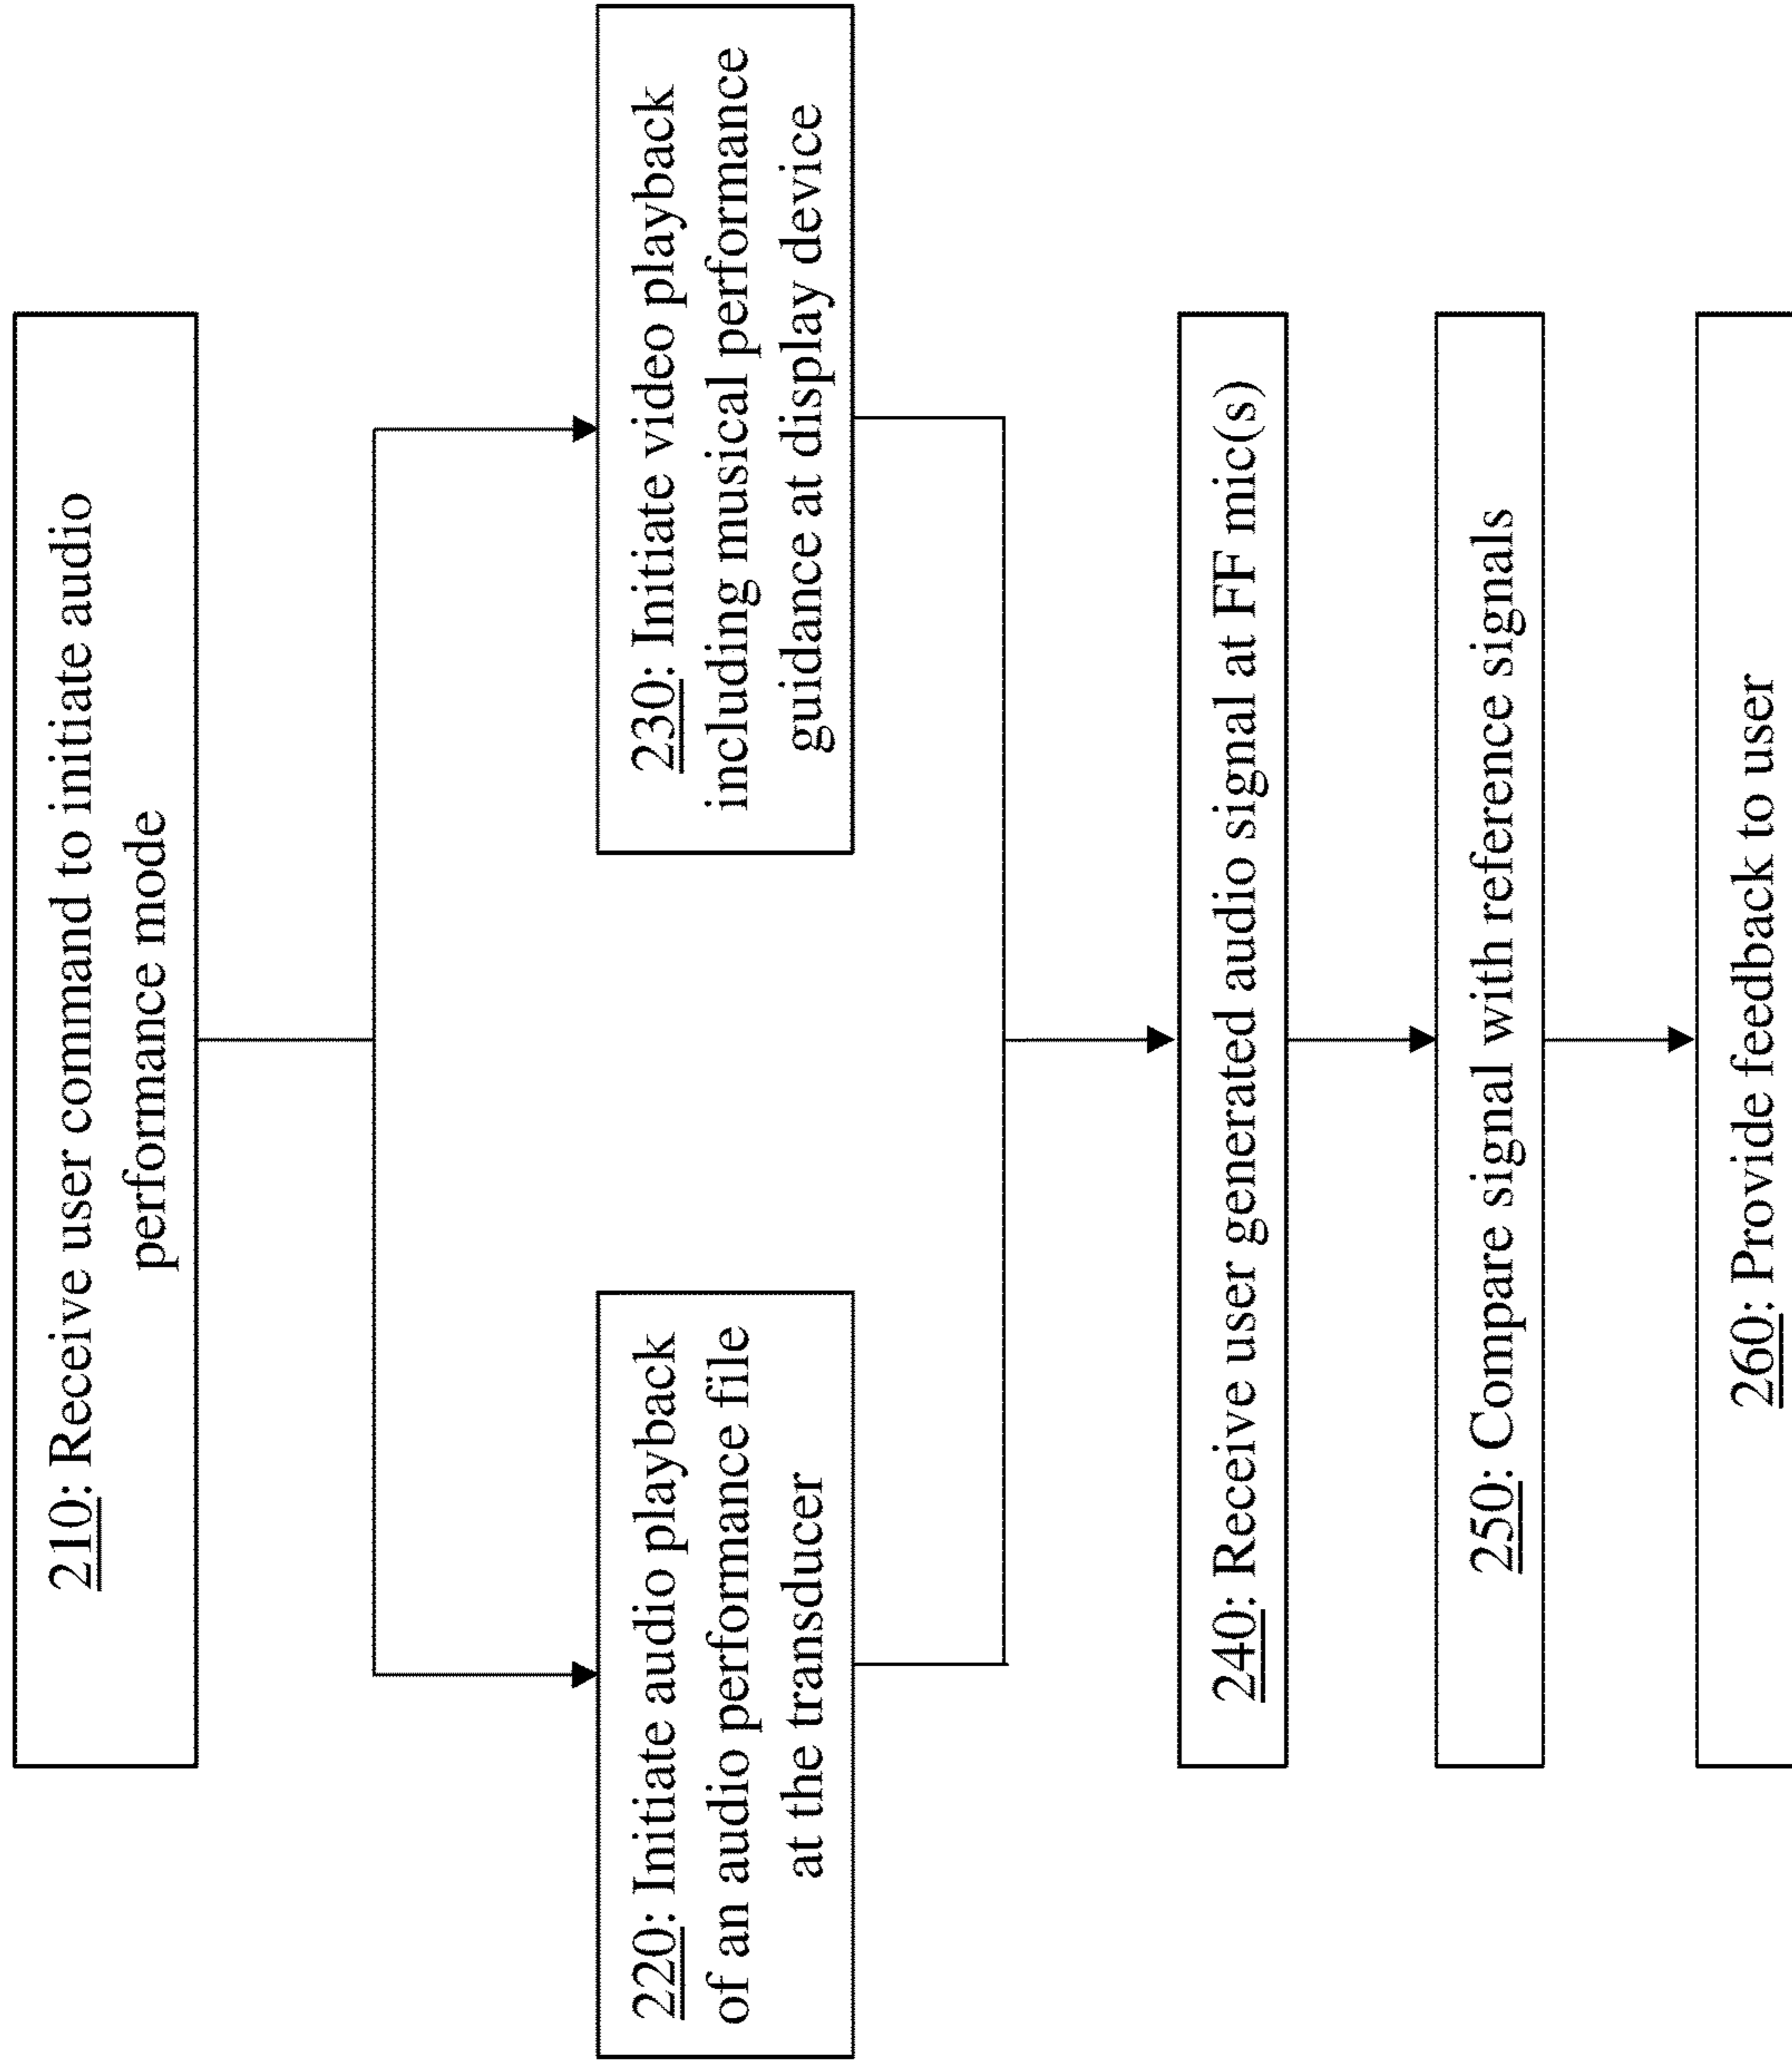 210: Receive user command to initiate audio
performance mode
220: Initiate audio playback
of an audio performance file
at the transducer
230: Initiate video playback
including musical performance
guidance at display device
240: Receive user generated audio signal at FF mic(s)
250: Compare signal with reference signals
260: Provide feedback to user